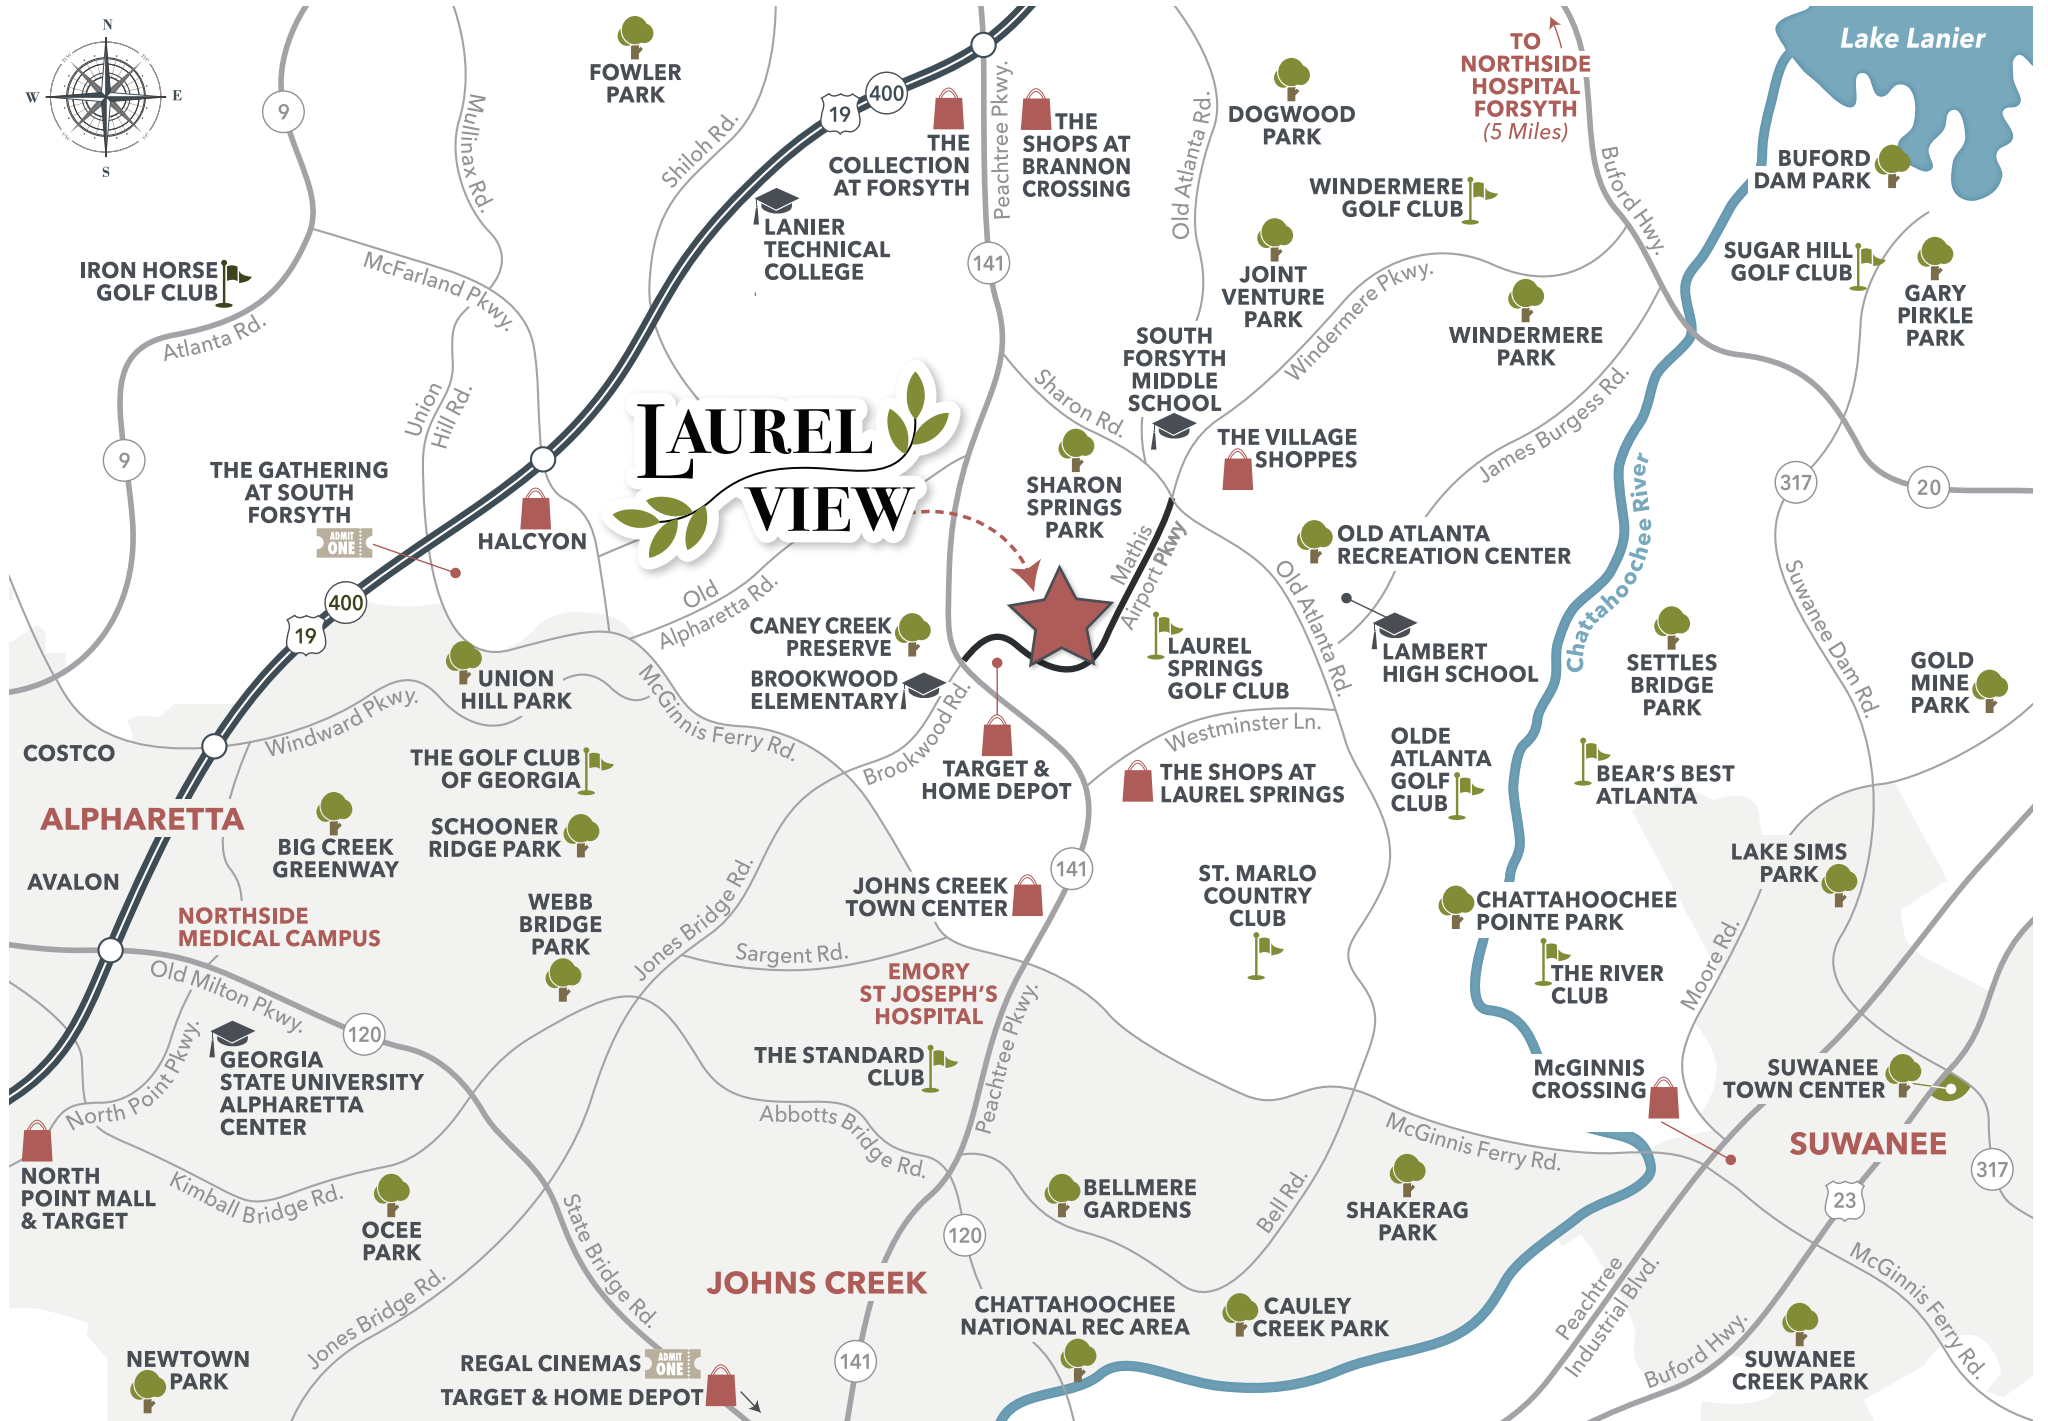 N
W
E
S
Lake Lanier
FOWLER
PARK
9
Mullinax Rd.
Shiloh Rd.
19
400
THE
COLLECTION
AT FORSYTH
Peachtree Pkwy.
THE
SHOPS AT
BRANNON
CROSSING
Old Atlanta Rd.
DOGWOOD
PARK
TO
NORTHSIDE
HOSPITAL
FORSYTH
(5 Miles)
Buford Hwy.
BUFORD
DAM PARK
WINDERMERE
GOLF CLUB
LANIER
TECHNICAL
COLLEGE
141
JOINT
VENTURE
PARK
SUGAR HILL
GOLF CLUB
GARY
PIRKLE
PARK
IRON HORSE
GOLF CLUB
McFarland Pkwy.
Atlanta Rd.
Windermere Pkwy.
WINDERMERE
PARK
SOUTH
FORSYTH
MIDDLE
SCHOOL
Union
Hill Rd.
Sharon Rd.
James Burgess Rd.
LAUREL
VIEW
9
THE GATHERING
AT SOUTH
FORSYTH
ADMIT
ONE
HALCYON
SHARON
SPRINGS
PARK
THE VILLAGE
SHOPPES
317
20
Mathis
Airport Pkwy
OLD ATLANTA
RECREATION CENTER
Chattahoochee River
400
19
Old
Alpharetta Rd.
Old Atlanta Rd.
Suwanee Dam Rd.
CANEY CREEK
PRESERVE
BROOKWOOD
ELEMENTARY
LAUREL
SPRINGS
GOLF CLUB
LAMBERT
HIGH SCHOOL
SETTLES
BRIDGE
PARK
GOLD
MINE
PARK
UNION
HILL PARK
McGinnis Ferry Rd.
Windward Pkwy.
Brookwood Rd.
Westminster Ln.
COSTCO
ALPHARETTA
AVALON
THE GOLF CLUB
OF GEORGIA
TARGET &
HOME DEPOT
THE SHOPS AT
LAUREL SPRINGS
OLDE
ATLANTA
GOLF
CLUB
BEAR'S BEST
ATLANTA
BIG CREEK
GREENWAY
SCHOONER
RIDGE PARK
LAKE SIMS
PARK
141
NORTHSIDE
MEDICAL CAMPUS
WEBB
BRIDGE
PARK
Jones Bridge Rd.
JOHNS CREEK
TOWN CENTER
ST. MARLO
COUNTRY
CLUB
CHATTAHOOCHEE
POINTE PARK
Sargent Rd.
Moore Rd.
THE RIVER
CLUB
Old Milton Pkwy.
EMORY
ST JOSEPH'S
HOSPITAL
Peachtree Pkwy.
120
North Point Pkwy.
GEORGIA
STATE UNIVERSITY
ALPHARETTA
CENTER
THE STANDARD
CLUB
Abbotts Bridge Rd.
McGINNIS
CROSSING
SUWANEE
TOWN CENTER
SUWANEE
McGinnis Ferry Rd.
317
NORTH
POINT MALL
& TARGET
Kimball Bridge Rd.
OCEE
PARK
State Bridge Rd.
BELLMERE
GARDENS
Bell Rd.
SHAKERAG
PARK
23
120
JOHNS CREEK
Jones Bridge Rd.
CHATTAHOOCHEE
NATIONAL REC AREA
CAULEY
CREEK PARK
Peachtree
Industrial Blvd.
McGinnis Ferry Rd.
Buford Hwy.
SUWANEE
CREEK PARK
NEWTOWN
PARK
REGAL CINEMAS
ADMIT
ONE
TARGET & HOME DEPOT
141